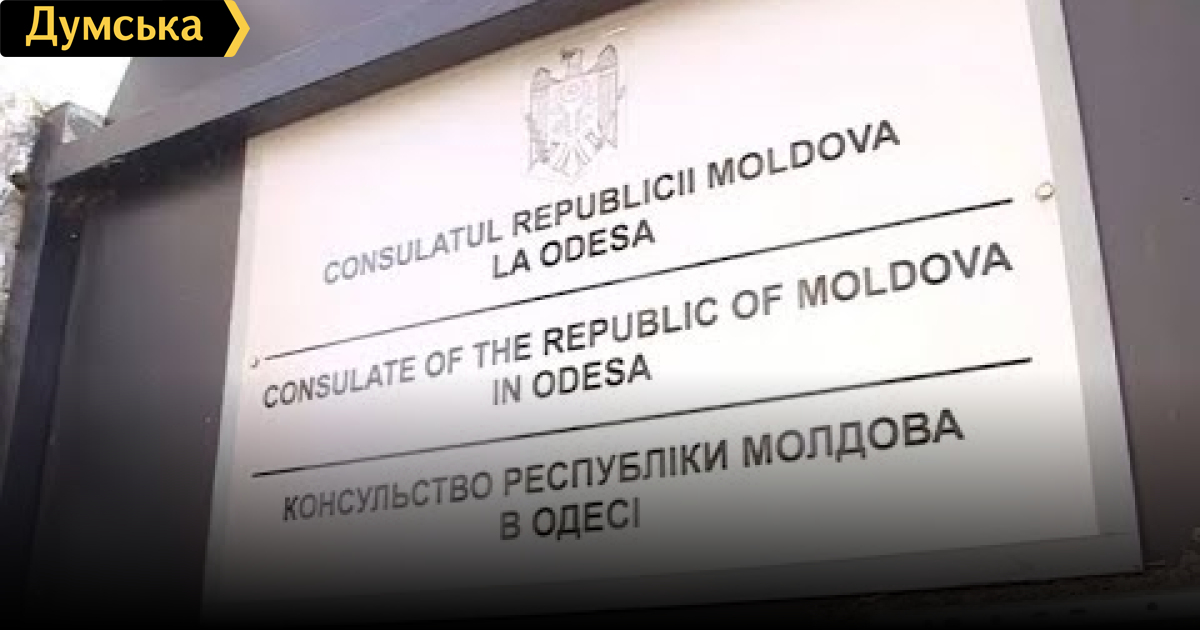 Думська
CONSULATUL REPUBLICII MOLDOVA
LA ODESA
CONSULATE OF THE REPUBLIC OF MOLDOVA
IN ODESA
КОНСУЛЬСТВО РЕСПУБЛІКИ МОЛДОВА
В ОДЕСІ